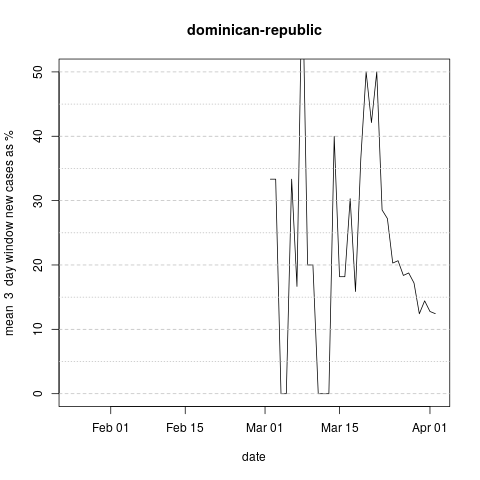 dominican-republic
mean 3 day window new cases as %
50
40
30
20
10
0
Feb 01 Feb 15 Mar 01 Mar 15 Apr 01
date